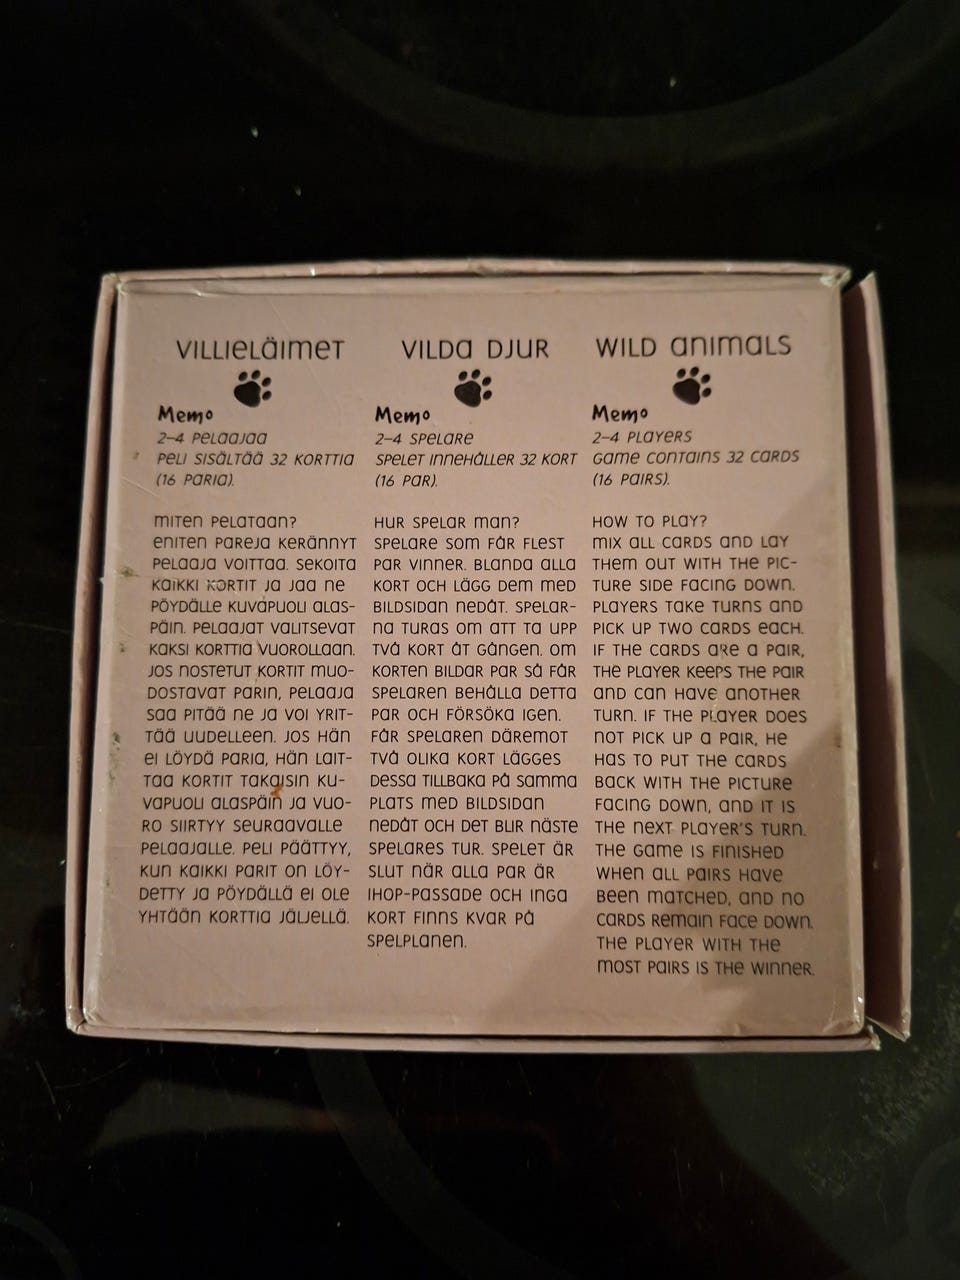 VILLIELÄIMET
Memo
2–4 PELAAJAA
PELI SISÄLTÄÄ 32 KORTTIA
(16 PARIA).
MITEN PELATAAN?
ENITEN PAREJA KERÄNNYT
PELAAJA VOITTAA. SEKOITA
KAIKKI KORTIT JA JAA NE
PÖYDÄLLE KUVAPUOLI ALAS-
PÄIN. PELAAJAT VALITSEVAT
KAKSI KORTTIA VUOROLLAAN.
JOS NOSTETUT KORTIT MUO-
DOSTAVAT PARIN, PELAAJA
SAA PITÄÄ NE JA VOI YRIT-
TÄÄ UUDELLEEN. JOS HÄN
EI LÖYDÄ PARIA, HÄN LAIT-
TAA KORTIT TAKAISIN KU-
VAPUOLI ALASPÄIN JA VUO-
RO SIIRTYY SEURAAVALLE
PELAAJALLE. PELI PÄÄTTYY,
KUN KAIKKI PARIT ON LÖY-
DETTY JA PÖYDÄLLÄ EI OLE
YHTÄÄN KORTTIA JÄLJELLÄ.
VILDA DJUR
Memo
2–4 SPELARE
SPELET INNEHÅLLER 32 KORT
(16 PAR).
HUR SPELAR MAN?
SPELARE SOM FÅR FLEST
PAR VINNER. BLANDA ALLA
KORT OCH LÄGG DEM MED
BILDSIDAN NEDÅT. SPELAR-
NA TURAS OM ATT TA UPP
TVÅ KORT ÅT GÅNGEN. OM
KORTEN BILDAR PAR SÅ FÅR
SPELAREN BEHÅLLA DETTA
PAR OCH FÖRSÖKA IGEN.
FÅR SPELAREN DÄREMOT
TVÅ OLIKA KORT LÄGGES
DESSA TILLBAKA PÅ SAMMA
PLATS MED BILDSIDAN
NEDÅT OCH DET BLIR NÄSTE
SPELARES TUR. SPELET ÄR
SLUT NÄR ALLA PAR ÄR
IHOP-PASSADE OCH INGA
KORT FINNS KVAR PÅ
SPELPLANEN.
WILD ANIMALS
Memo
2–4 PLAYERS
GAME CONTAINS 32 CARDS
(16 PAIRS).
HOW TO PLAY?
MIX ALL CARDS AND LAY
THEM OUT WITH THE PIC-
TURE SIDE FACING DOWN.
PLAYERS TAKE TURNS AND
PICK UP TWO CARDS EACH.
IF THE CARDS ARE A PAIR,
THE PLAYER KEEPS THE PAIR
AND CAN HAVE ANOTHER
TURN. IF THE PLAYER DOES
NOT PICK UP A PAIR, HE
HAS TO PUT THE CARDS
BACK WITH THE PICTURE
FACING DOWN, AND IT IS
THE NEXT PLAYER'S TURN.
THE GAME IS FINISHED
WHEN ALL PAIRS HAVE
BEEN MATCHED, AND NO
CARDS REMAIN FACE DOWN.
THE PLAYER WITH THE
MOST PAIRS IS THE WINNER.